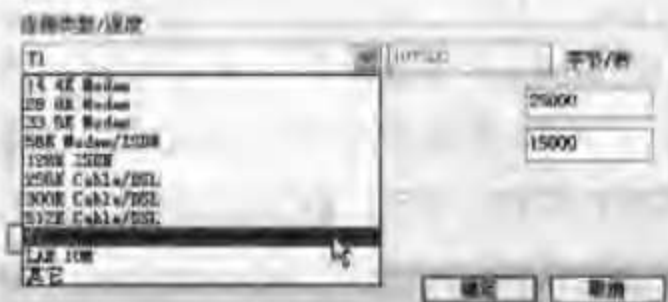 连接类型/速度
T1
字节/秒
14.4K Modem
28.8K Modem
25000
33.6K Modem
56K Modem/ISDN
15000
128K ISDN
256K Cable/DSL
300K Cable/DSL
512K Cable/DSL
LAN 10M
其它
确定
取消